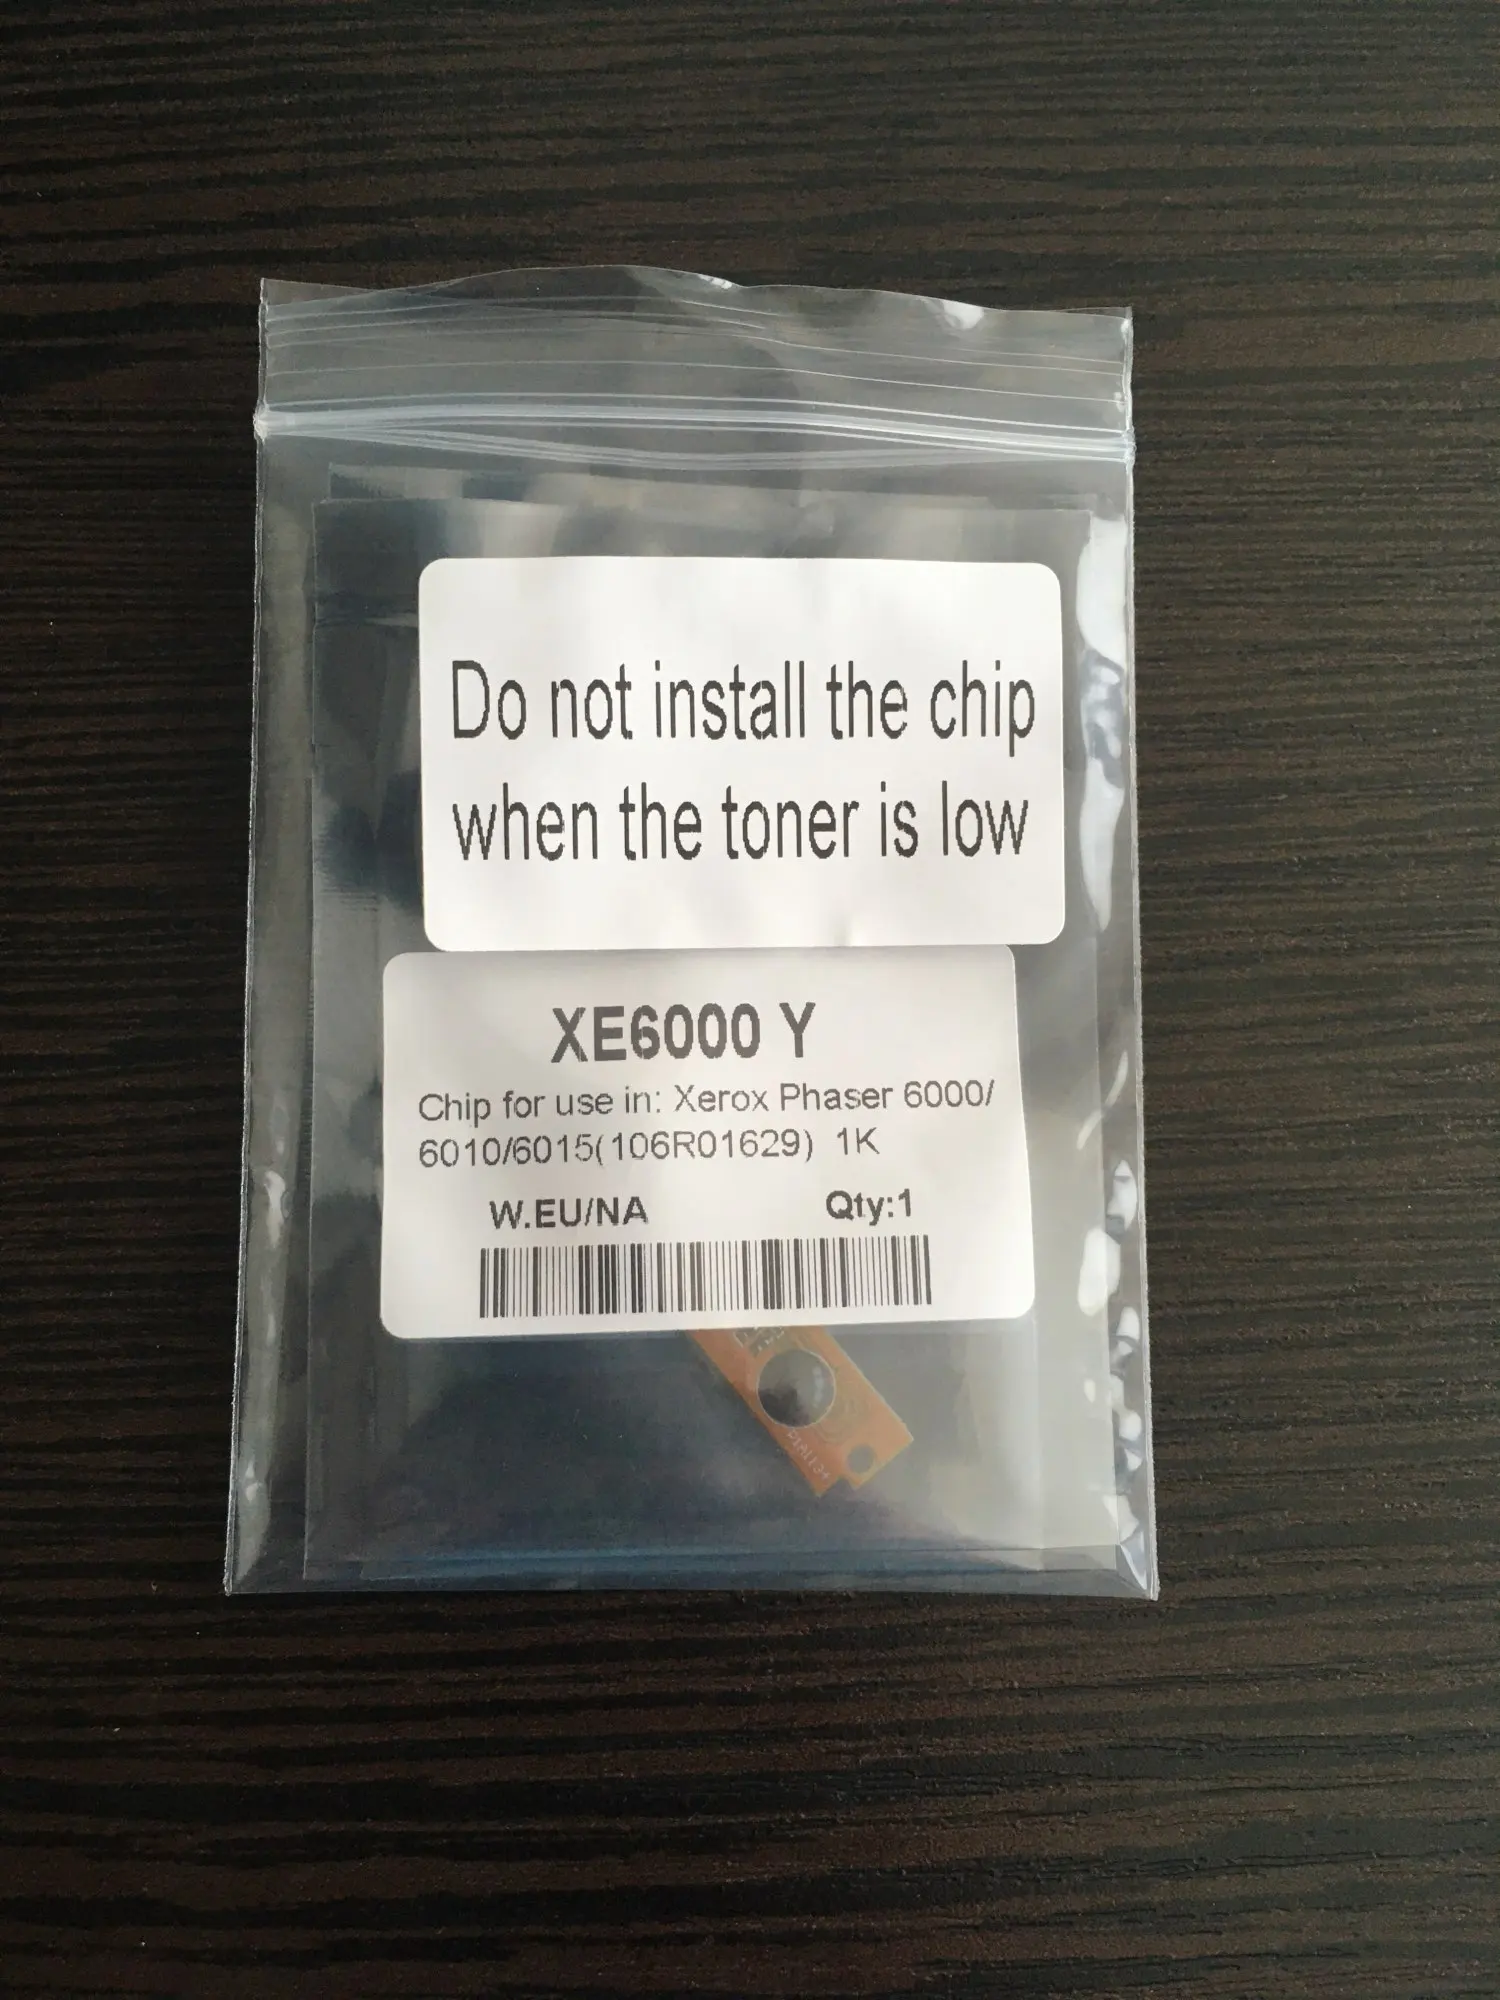 Do not install the chip
when the toner is low
XE6000 Y
Chip for use in: Xerox Phaser 6000/
6010/6015(106R01629) 1K
W.EU/NA Qty:1